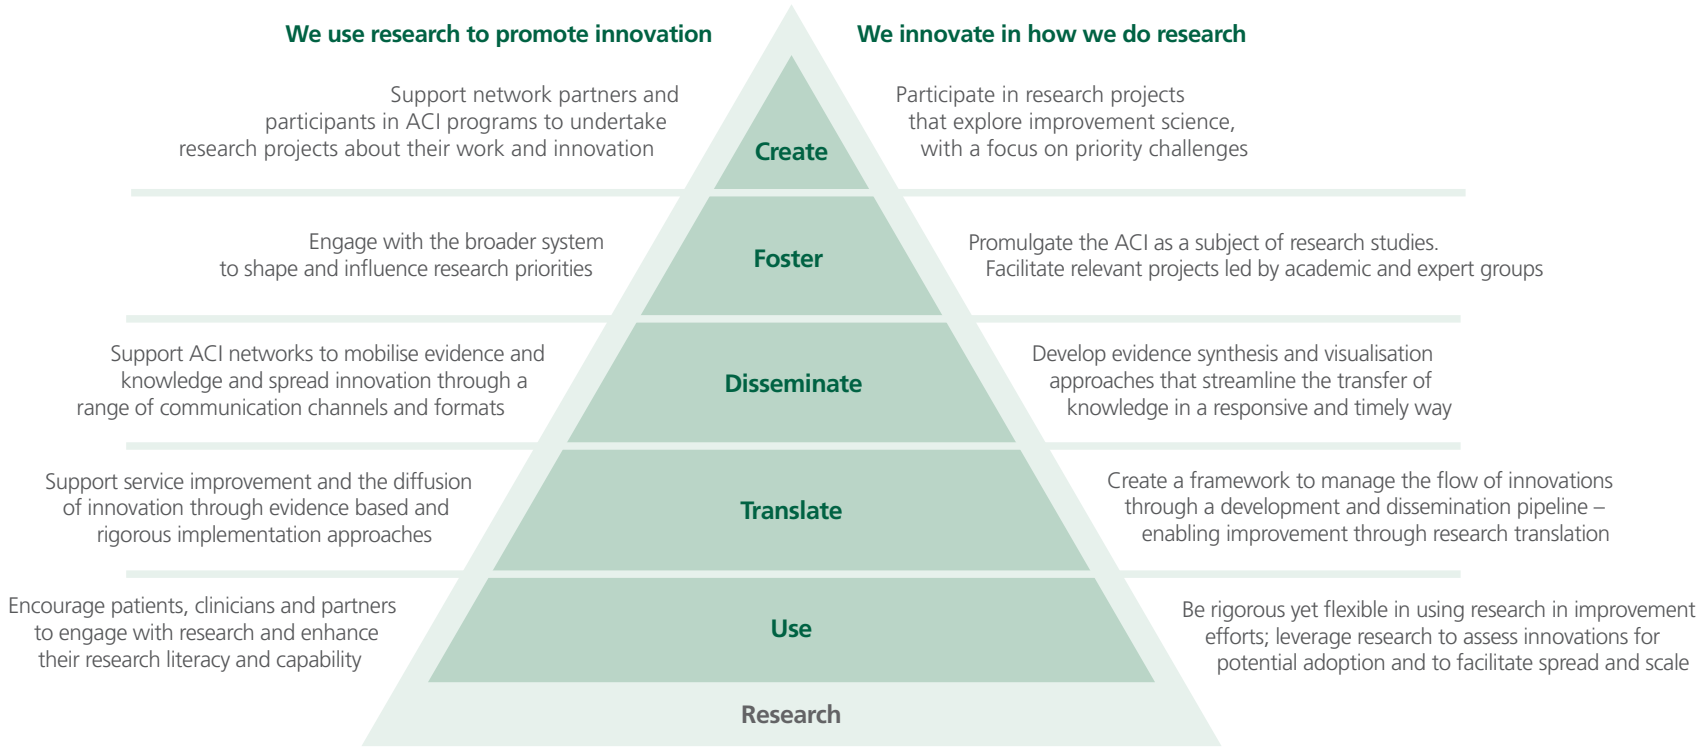 We use research to promote innovation
We innovate in how we do research
Support network partners and
participants in ACI programs to undertake
research projects about their work and innovation
Create
Participate in research projects
that explore improvement science,
with a focus on priority challenges
Engage with the broader system
to shape and influence research priorities
Foster
Promulgate the ACI as a subject of research studies.
Facilitate relevant projects led by academic and expert groups
Support ACI networks to mobilise evidence and
knowledge and spread innovation through a
range of communication channels and formats
Disseminate
Develop evidence synthesis and visualisation
approaches that streamline the transfer of
knowledge in a responsive and timely way
Support service improvement and the diffusion
of innovation through evidence based and
rigorous implementation approaches
Translate
Create a framework to manage the flow of innovations
through a development and dissemination pipeline –
enabling improvement through research translation
Encourage patients, clinicians and partners
to engage with research and enhance
their research literacy and capability
Use
Be rigorous yet flexible in using research in improvement
efforts; leverage research to assess innovations for
potential adoption and to facilitate spread and scale
Research